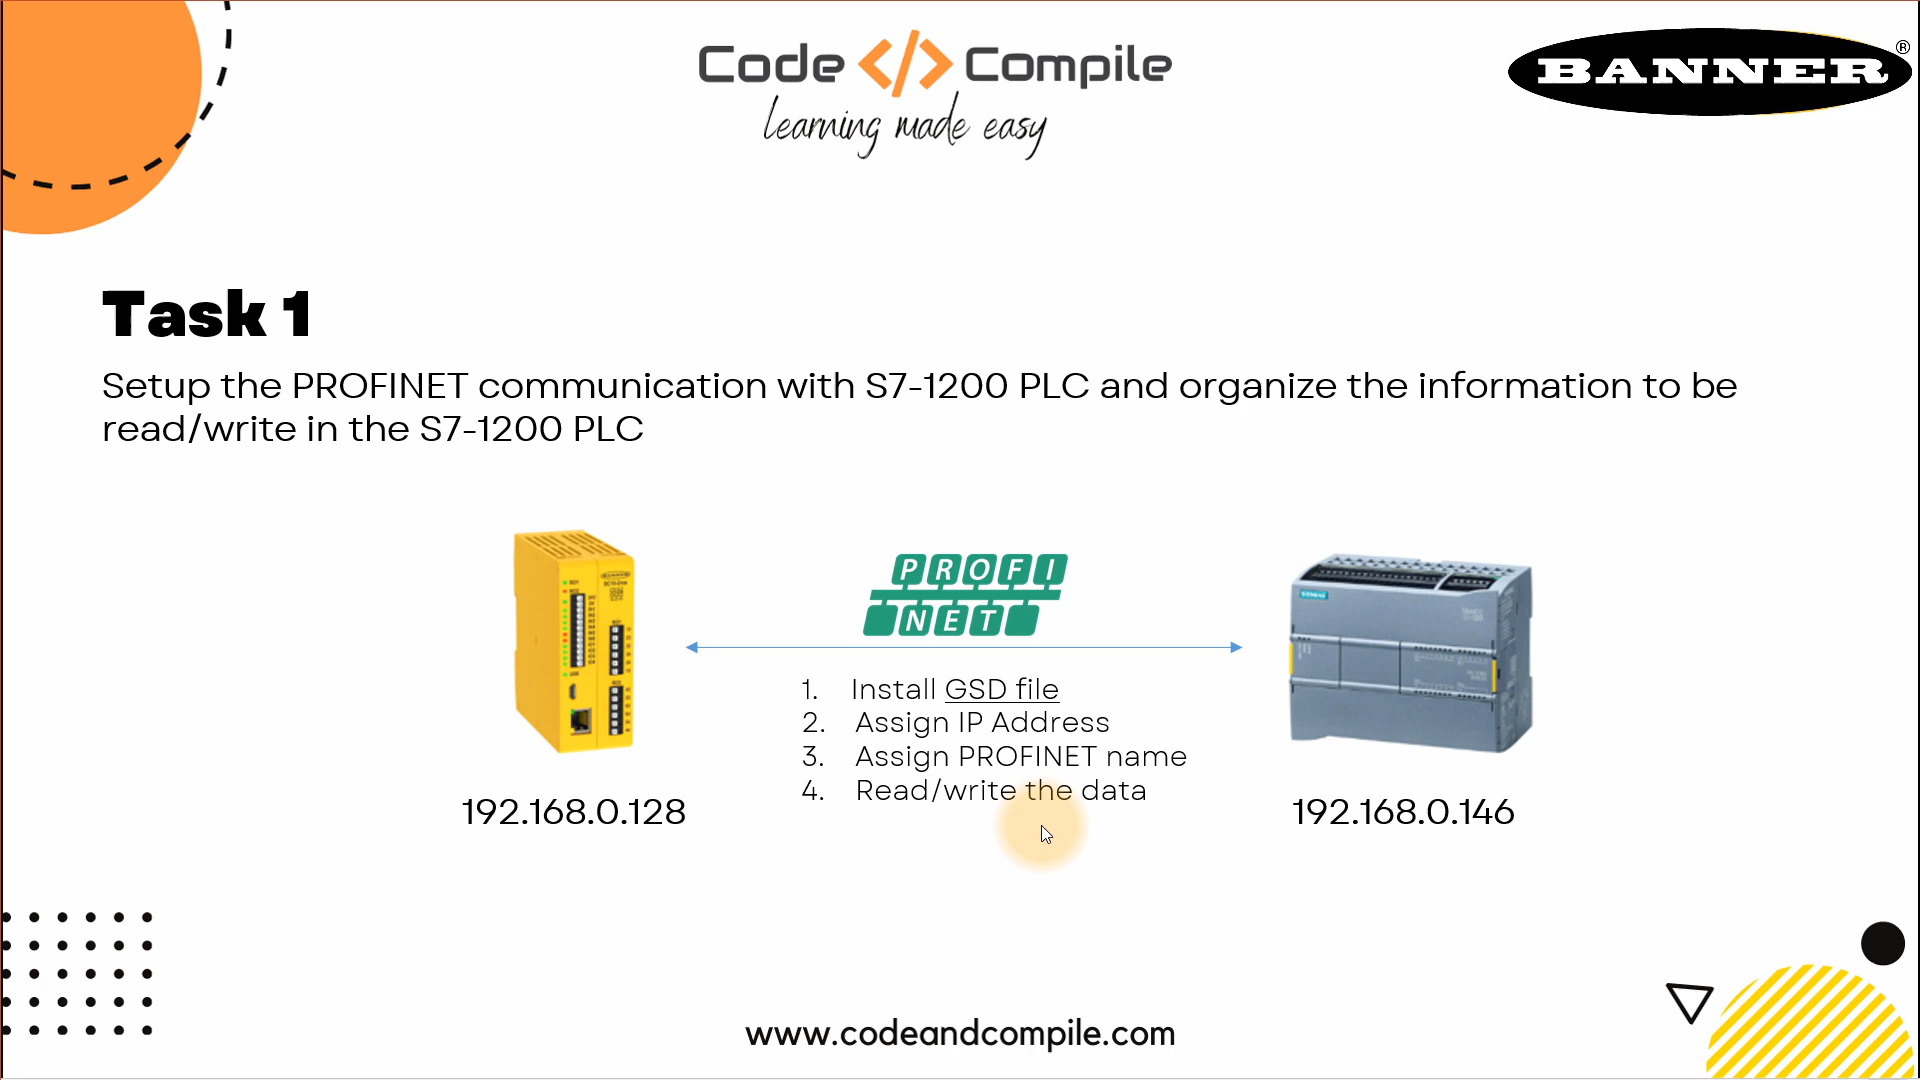 Code </> Compile
learning made easy
BANNER®
Task 1
Setup the PROFINET communication with S7-1200 PLC and organize the information to be
read/write in the S7-1200 PLC
PROFI
NET
1. Install GSD file
2. Assign IP Address
3. Assign PROFINET name
4. Read/write the data
192.168.0.128
192.168.0.146
SIEMENS
www.codeandcompile.com